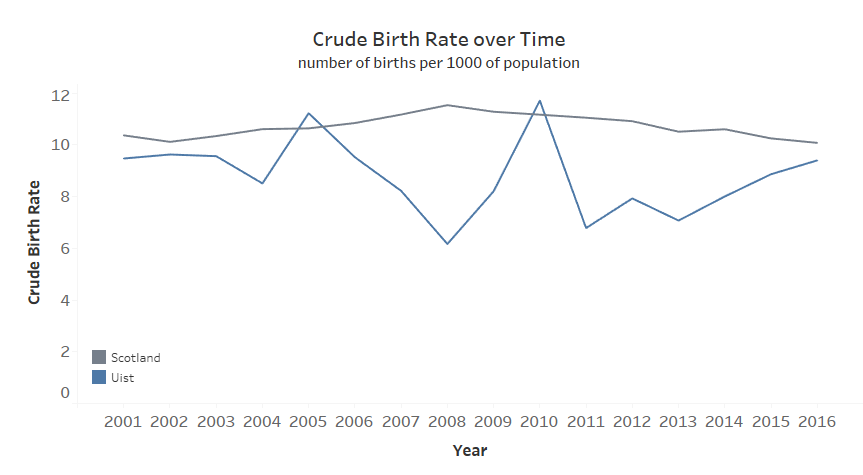 Crude Birth Rate over Time
number of births per 1000 of population
12
10
8
6
4
2
0
Crude Birth Rate
Scotland
Uist
2001 2002 2003 2004 2005 2006 2007 2008 2009 2010 2011 2012 2013 2014 2015 2016
Year